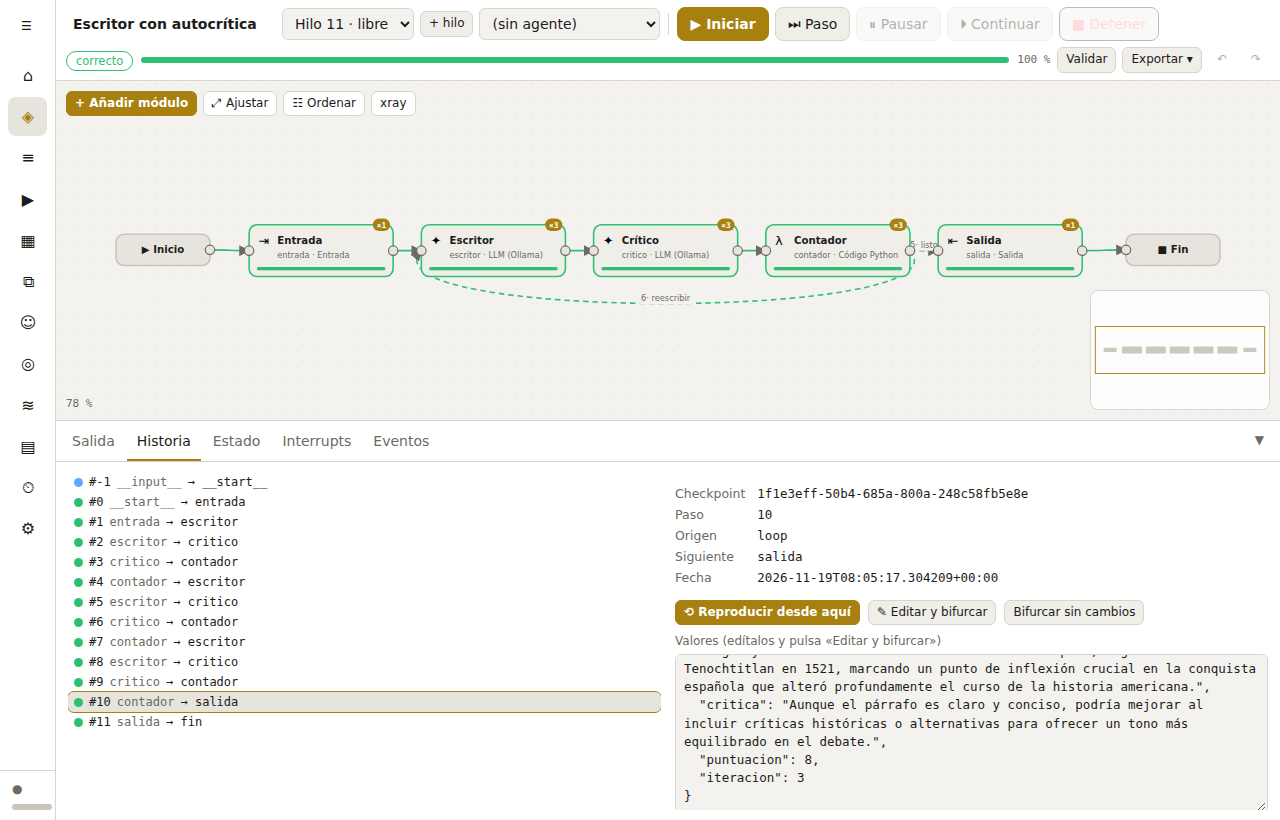 Escritor con autocrítica
Hilo 11 · libre
+ hilo
(sin agente)
▶ Iniciar
Paso
Pausar
Continuar
Detener
correcto
100 %
Validar
Exportar ▾
+ Añadir módulo
Ajustar
Ordenar
xray
▶ Inicio
Entrada
entrada · Entrada
×1
Escritor
escritor · LLM (Ollama)
×3
Crítico
critico · LLM (Ollama)
×3
λ Contador
contador · Código Python
×3
5· listo
Salida
salida · Salida
×1
■ Fin
6· reescribir
78 %
Salida
Historia
Estado
Interrupts
Eventos
▼
#-1 __input__ → __start__
#0 __start__ → entrada
#1 entrada → escritor
#2 escritor → critico
#3 critico → contador
#4 contador → escritor
#5 escritor → critico
#6 critico → contador
#7 contador → escritor
#8 escritor → critico
#9 critico → contador
#10 contador → salida
#11 salida → fin
Checkpoint 1f1e3eff-50b4-685a-800a-248c58fb5e8e
Paso 10
Origen loop
Siguiente salida
Fecha 2026-11-19T08:05:17.304209+00:00
⟲ Reproducir desde aquí
✎ Editar y bifurcar
Bifurcar sin cambios
Valores (edítalos y pulsa «Editar y bifurcar»)
Tenochtitlan en 1521, marcando un punto de inflexión crucial en la conquista
española que alteró profundamente el curso de la historia americana.",
"critica": "Aunque el párrafo es claro y conciso, podría mejorar al
incluir críticas históricas o alternativas para ofrecer un tono más
equilibrado en el debate.",
"puntuacion": 8,
"iteracion": 3
}